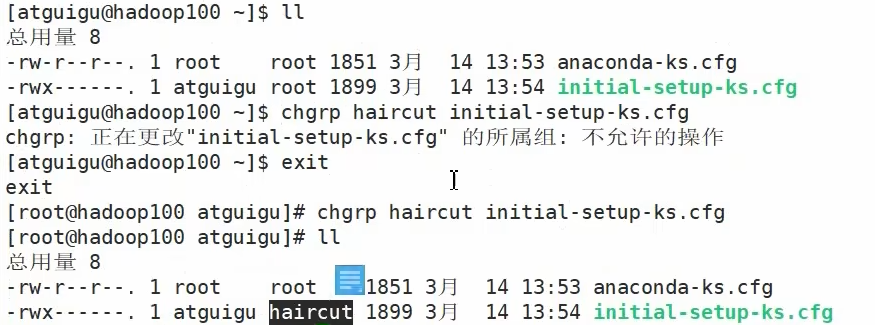 [atguigu@hadoop100 ~]$ ll
总用量 8
-rw-r--r--. 1 root    root 1851 3月  14 13:53 anaconda-ks.cfg
-rwx------. 1 atguigu root 1899 3月  14 13:54 initial-setup-ks.cfg
[atguigu@hadoop100 ~]$ chgrp haircut initial-setup-ks.cfg
chgrp: 正在更改"initial-setup-ks.cfg" 的所属组: 不允许的操作
[atguigu@hadoop100 ~]$ exit
exit
[root@hadoop100 atguigu]# chgrp haircut initial-setup-ks.cfg
[root@hadoop100 atguigu]# ll
总用量 8
-rw-r--r--. 1 root    root    1851 3月  14 13:53 anaconda-ks.cfg
-rwx------. 1 atguigu haircut 1899 3月  14 13:54 initial-setup-ks.cfg